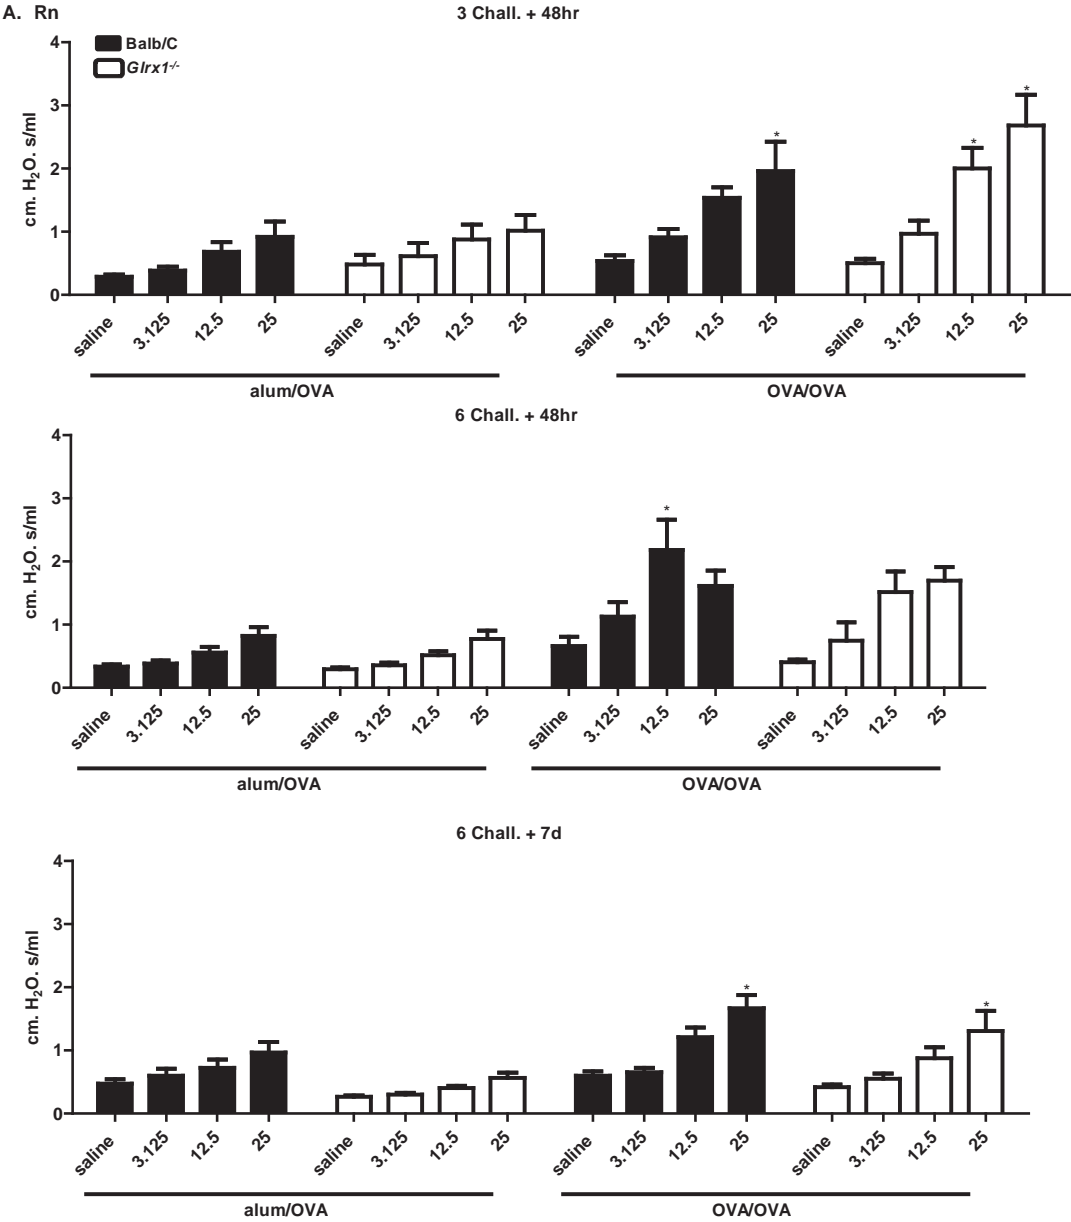 A. Rn
3 Chall. + 48hr
Balb/C
Glrx1-/-
cm. H2O. s/ml
4
3
2
1
0
* * *
saline 3.125 12.5 25 saline 3.125 12.5 25 saline 3.125 12.5 25 saline 3.125 12.5 25
alum/OVA OVA/OVA
6 Chall. + 48hr
cm. H2O. s/ml
4
3
2
1
0
*
saline 3.125 12.5 25 saline 3.125 12.5 25 saline 3.125 12.5 25 saline 3.125 12.5 25
alum/OVA OVA/OVA
6 Chall. + 7d
cm. H2O. s/ml
4
3
2
1
0
* *
saline 3.125 12.5 25 saline 3.125 12.5 25 saline 3.125 12.5 25 saline 3.125 12.5 25
alum/OVA OVA/OVA